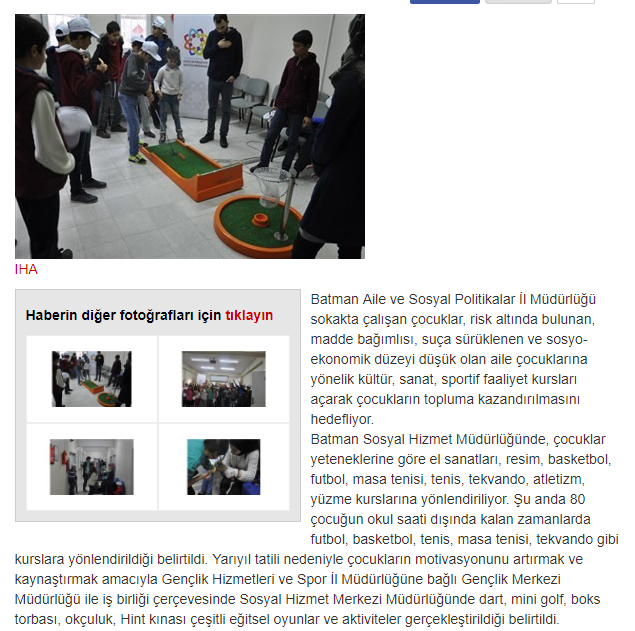 IHA
Haberin diğer fotoğrafları için tıklayın
Batman Aile ve Sosyal Politikalar İl Müdürlüğü
sokakta çalışan çocuklar, risk altında bulunan,
madde bağımlısı, suça sürüklenen ve sosyo-
ekonomik düzeyi düşük olan aile çocuklarına
yönelik kültür, sanat, sportif faaliyet kursları
açarak çocukların topluma kazandırılmasını
hedefliyor.
Batman Sosyal Hizmet Müdürlüğünde, çocuklar
yeteneklerine göre el sanatları, resim, basketbol,
futbol, masa tenisi, tenis, tekvando, atletizm,
yüzme kurslarına yönlendiriliyor. Şu anda 80
çocuğun okul saati dışında kalan zamanlarda
futbol, basketbol, tenis, masa tenisi, tekvando gibi
kurslara yönlendirildiği belirtildi. Yarıyıl tatili nedeniyle çocukların motivasyonunu artırmak ve
kaynaştırmak amacıyla Gençlik Hizmetleri ve Spor İl Müdürlüğüne bağlı Gençlik Merkezi
Müdürlüğü ile iş birliği çerçevesinde Sosyal Hizmet Merkezi Müdürlüğünde dart, mini golf, boks
torbası, okçuluk, Hint kınası çeşitli eğitsel oyunlar ve aktiviteler gerçekleştirildiği belirtildi.